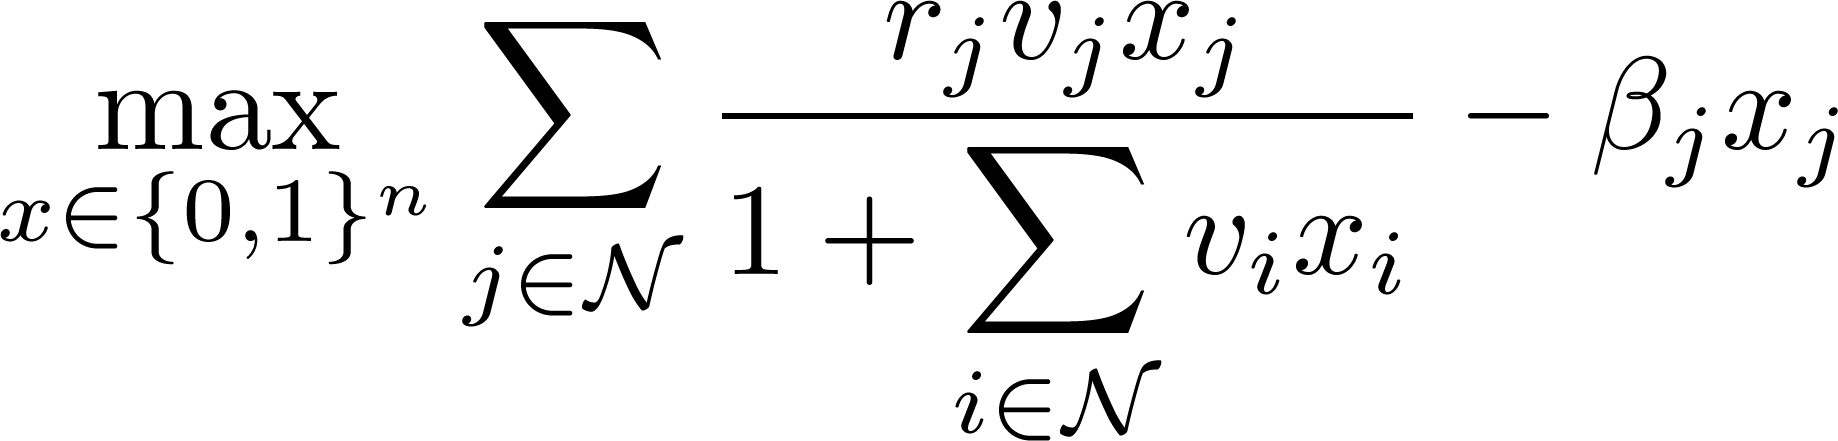 \max_{x \in \{0,1\}^n} \sum_{j \in \mathcal{N}} \frac{r_j v_j x_j}{1 + \sum_{i \in \mathcal{N}} v_i x_i} - \beta_j x_j